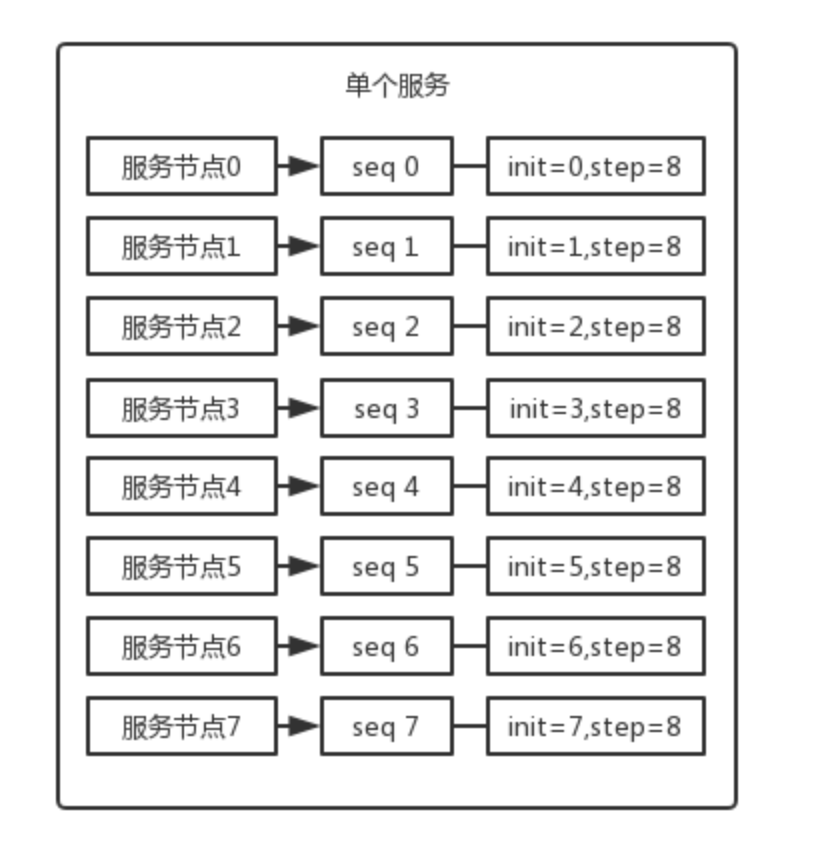 单个服务
服务节点0 seq 0 init=0,step=8
服务节点1 seq 1 init=1,step=8
服务节点2 seq 2 init=2,step=8
服务节点3 seq 3 init=3,step=8
服务节点4 seq 4 init=4,step=8
服务节点5 seq 5 init=5,step=8
服务节点6 seq 6 init=6,step=8
服务节点7 seq 7 init=7,step=8